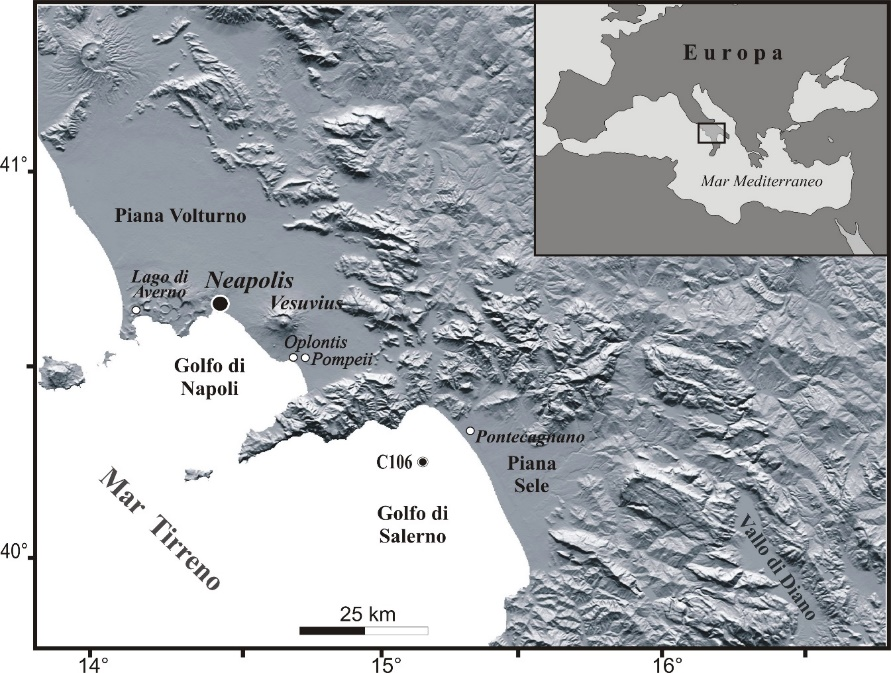 Europa
Mar Mediterraneo
41°
Piana Volturno
Lago di
Averno
Neapolis
Vesuvius
Oplontis
Pompeii
Golfo di
Napoli
Pontecagnano
C106
Piana
Sele
Mar Tirreno
Golfo di
Salerno
Vallo di Diano
40°
25 km
14°
15°
16°